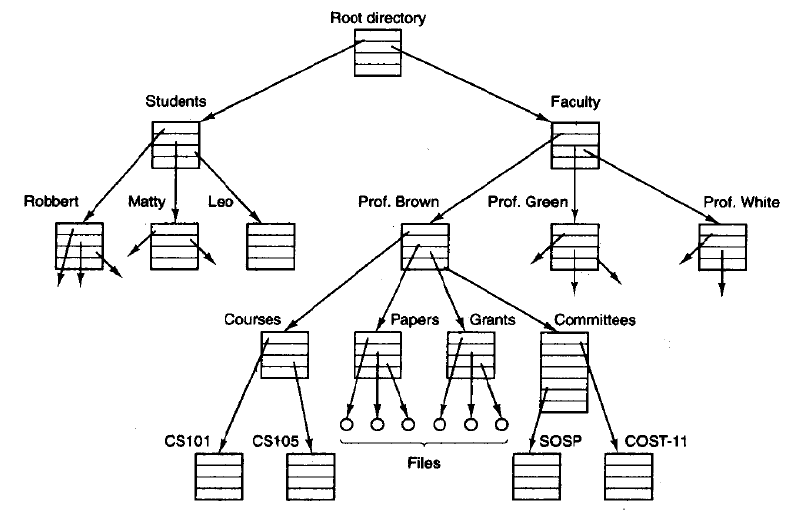 Root directory
Students
Faculty
Robbert
Matty
Leo
Prof. Brown
Prof. Green
Prof. White
Courses
Papers
Grants
Committees
CS101
CS105
Files
SOSP
COST-11